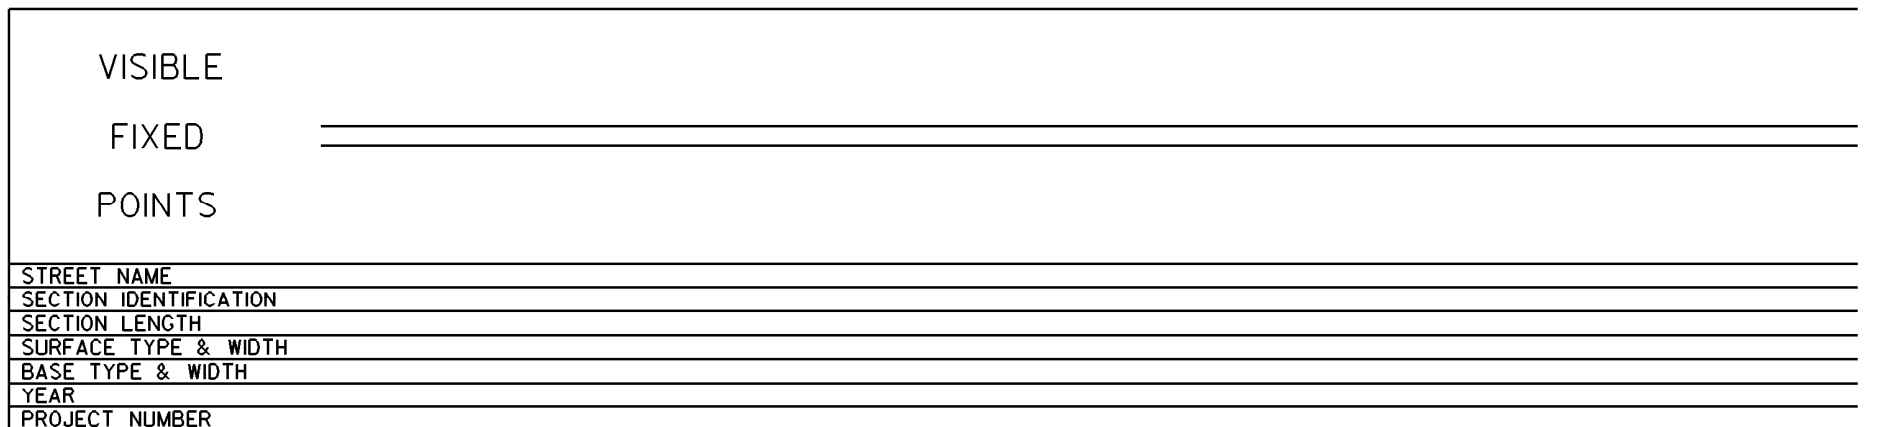 VISIBLE
FIXED
POINTS
STREET NAME
SECTION IDENTIFICATION
SECTION LENGTH
SURFACE TYPE & WIDTH
BASE TYPE & WIDTH
YEAR
PROJECT NUMBER